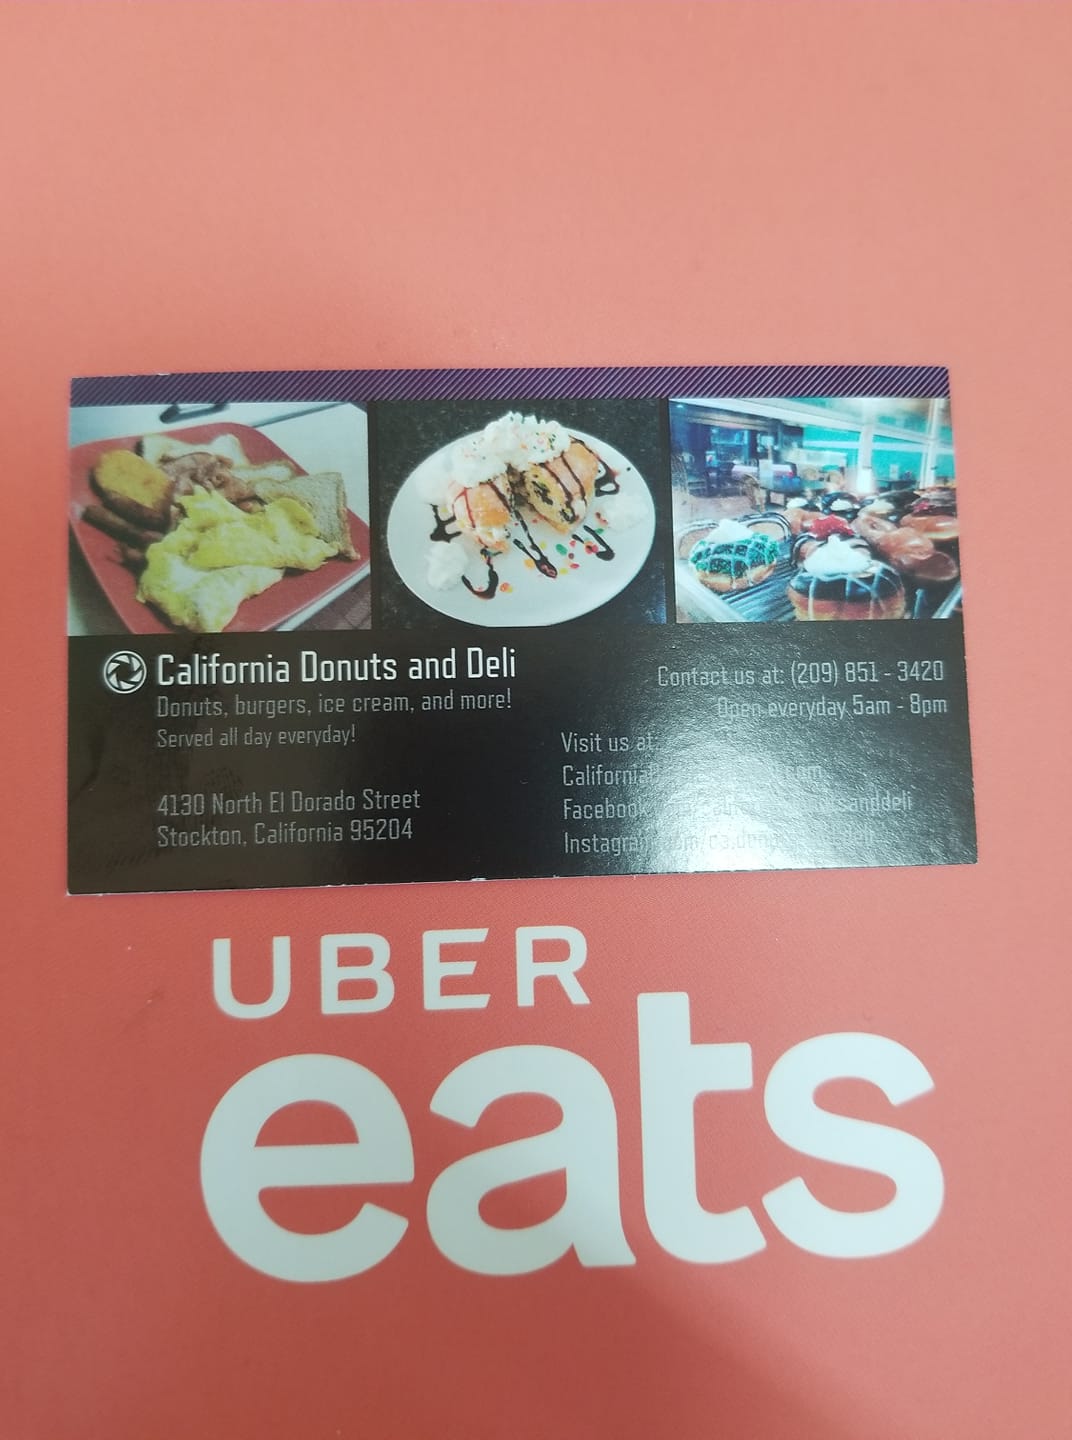 California Donuts and Deli
Donuts, burgers, ice cream, and more!
Served all day everyday!
4130 North El Dorado Street
Stockton, California 95204
Contact us at: (209) 851 - 3420
Open everyday 5am - 8pm
Visit us at:
UBER
eats